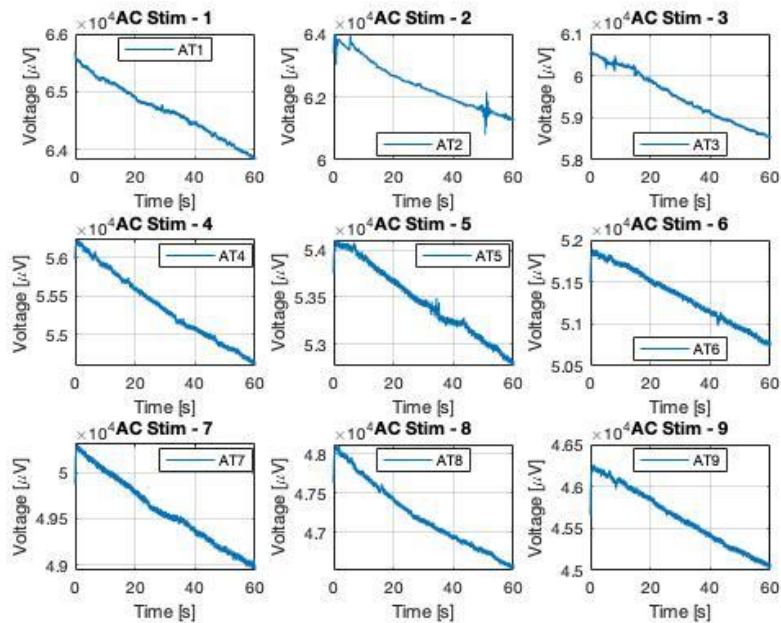 ×10⁴AC Stim - 1
Voltage [μV]
6.6
6.5
6.4
AT1
0 20 40 60
Time [s]
×10⁴AC Stim - 2
Voltage [μV]
6.4
6.2
6
AT2
0 20 40 60
Time [s]
×10⁴AC Stim - 3
Voltage [μV]
6.1
6
5.9
5.8
AT3
0 20 40 60
Time [s]
×10⁴AC Stim - 4
Voltage [μV]
5.6
5.55
5.5
AT4
0 20 40 60
Time [s]
×10⁴AC Stim - 5
Voltage [μV]
5.4
5.35
5.3
5.28
AT5
0 20 40 60
Time [s]
×10⁴AC Stim - 6
Voltage [μV]
5.2
5.15
5.1
5.05
AT6
0 20 40 60
Time [s]
×10⁴AC Stim - 7
Voltage [μV]
5
4.95
4.9
AT7
0 20 40 60
Time [s]
×10⁴AC Stim - 8
Voltage [μV]
4.8
4.75
4.7
AT8
0 20 40 60
Time [s]
×10⁴AC Stim - 9
Voltage [μV]
4.65
4.6
4.55
4.5
AT9
0 20 40 60
Time [s]